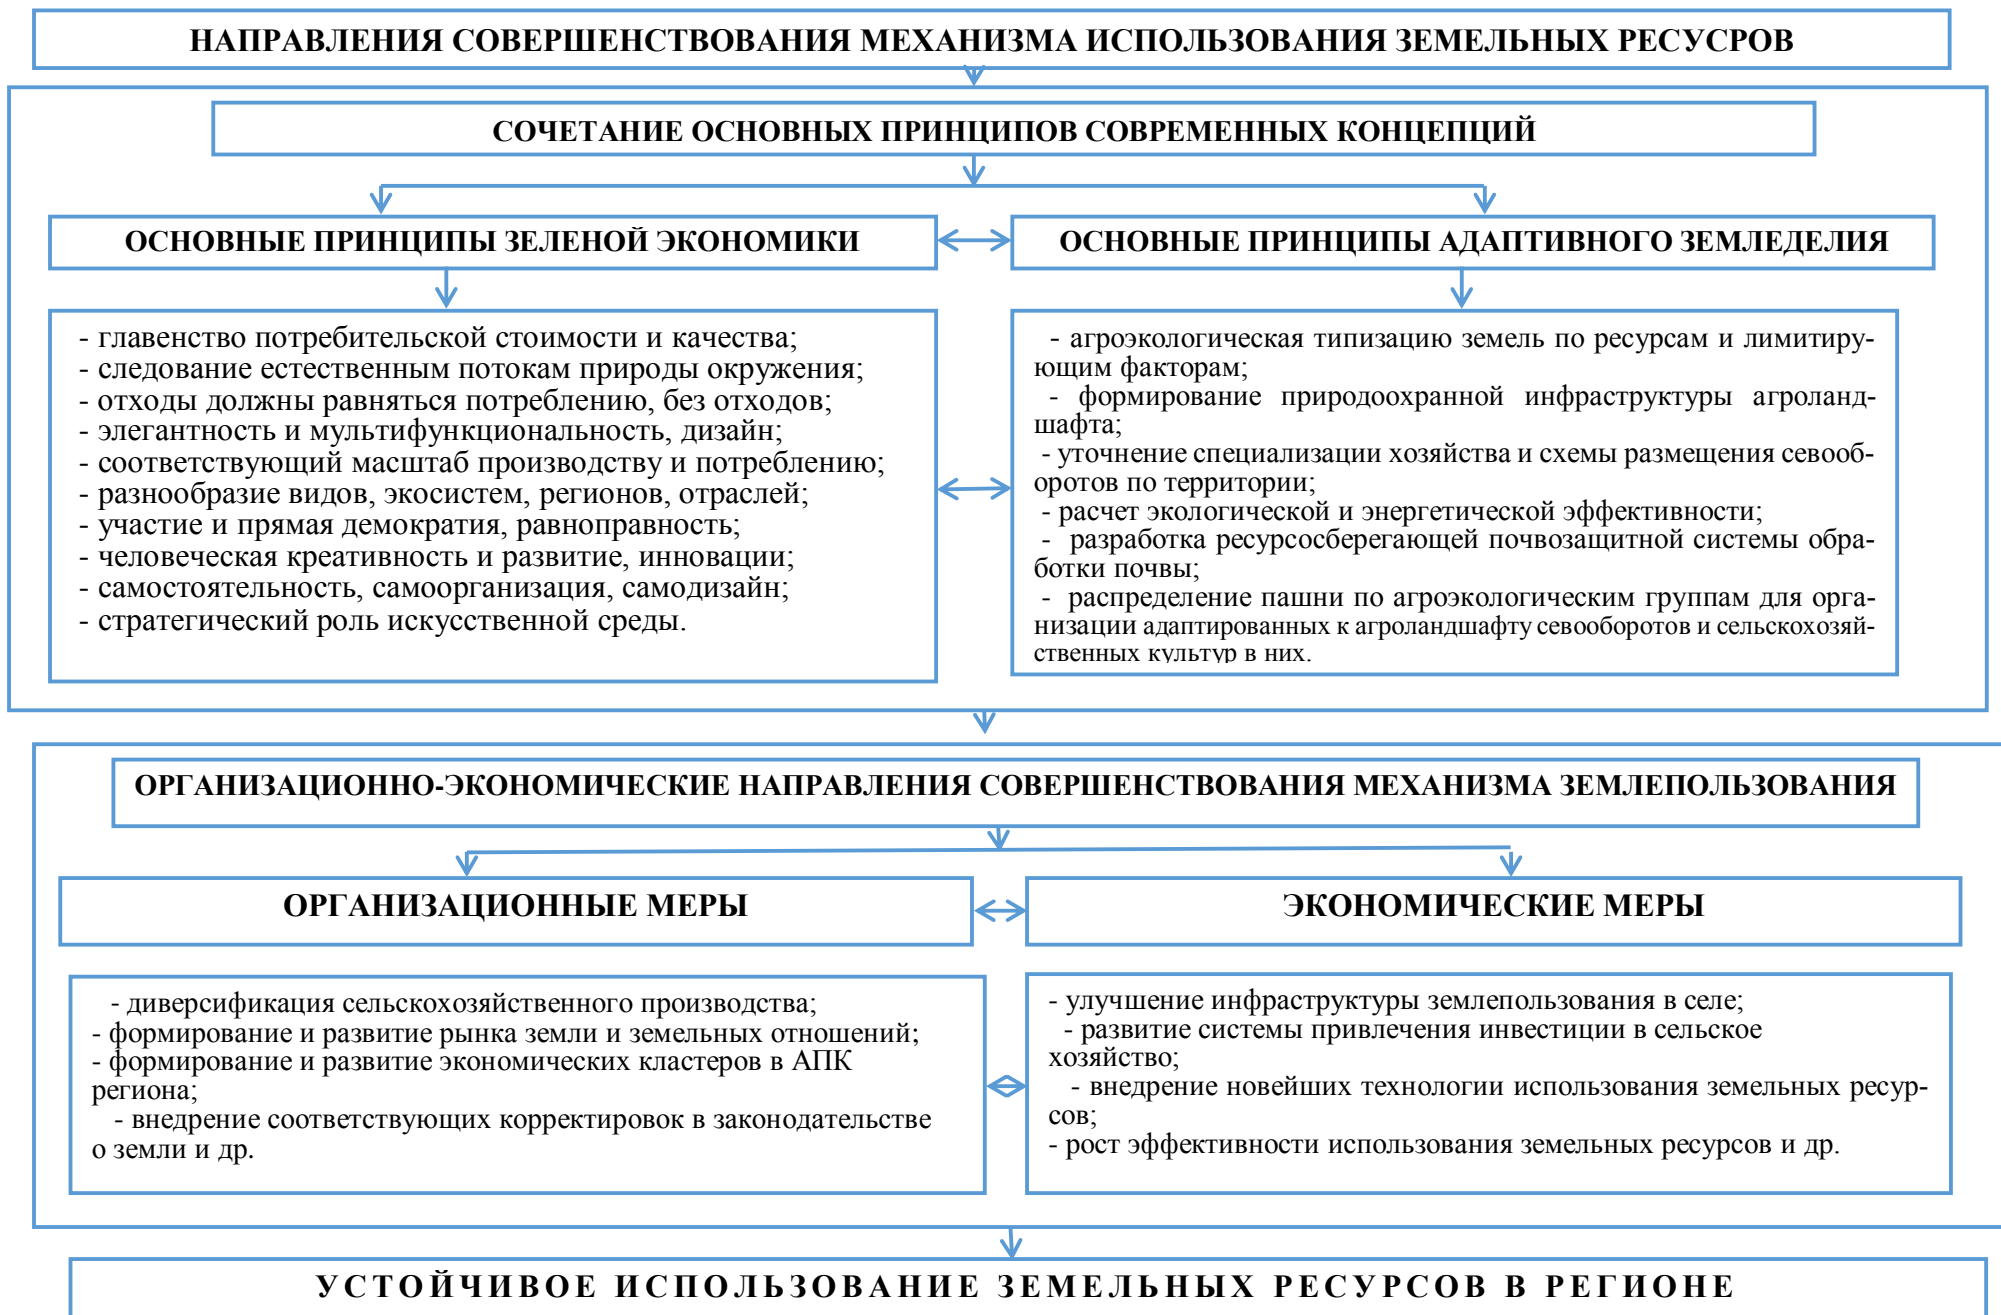 НАПРАВЛЕНИЯ СОВЕРШЕНСТВОВАНИЯ МЕХАНИЗМА ИСПОЛЬЗОВАНИЯ ЗЕМЕЛЬНЫХ РЕСУСРОВ
СОЧЕТАНИЕ ОСНОВНЫХ ПРИНЦИПОВ СОВРЕМЕННЫХ КОНЦЕПЦИЙ
ОСНОВНЫЕ ПРИНЦИПЫ ЗЕЛЕНОЙ ЭКОНОМИКИ
ОСНОВНЫЕ ПРИНЦИПЫ АДАПТИВНОГО ЗЕМЛЕДЕЛИЯ
- главенство потребительской стоимости и качества;
- следование естественным потокам природы окружения;
- отходы должны равняться потреблению, без отходов;
- элегантность и мультифункциональность, дизайн;
- соответствующий масштаб производству и потреблению;
- разнообразие видов, экосистем, регионов, отраслей;
- участие и прямая демократия, равноправность;
- человеческая креативность и развитие, инновации;
- самостоятельность, самоорганизация, самодизайн;
- стратегический роль искусственной среды.
- агроэкологическая типизацию земель по ресурсам и лимитиру-
ющим факторам;
- формирование природоохранной инфраструктуры агроланд-
шафта;
- уточнение специализации хозяйства и схемы размещения севооб-
оротов по территории;
- расчет экологической и энергетической эффективности;
- разработка ресурсосберегающей почвозащитной системы обра-
ботки почвы;
- распределение пашни по агроэкологическим группам для орга-
низации адаптированных к агроландшафту севооборотов и сельскохозяй-
ственных культур в них.
ОРГАНИЗАЦИОННО-ЭКОНОМИЧЕСКИЕ НАПРАВЛЕНИЯ СОВЕРШЕНСТВОВАНИЯ МЕХАНИЗМА ЗЕМЛЕПОЛЬЗОВАНИЯ
ОРГАНИЗАЦИОННЫЕ МЕРЫ
ЭКОНОМИЧЕСКИЕ МЕРЫ
- диверсификация сельскохозяйственного производства;
- формирование и развитие рынка земли и земельных отношений;
- формирование и развитие экономических кластеров в АПК
региона;
- внедрение соответствующих корректировок в законодательстве
о земли и др.
- улучшение инфраструктуры землепользования в селе;
- развитие системы привлечения инвестиции в сельское
хозяйство;
- внедрение новейших технологии использования земельных ресур-
сов;
- рост эффективности использования земельных ресурсов и др.
УСТОЙЧИВОЕ ИСПОЛЬЗОВАНИЕ ЗЕМЕЛЬНЫХ РЕСУРСОВ В РЕГИОНЕ